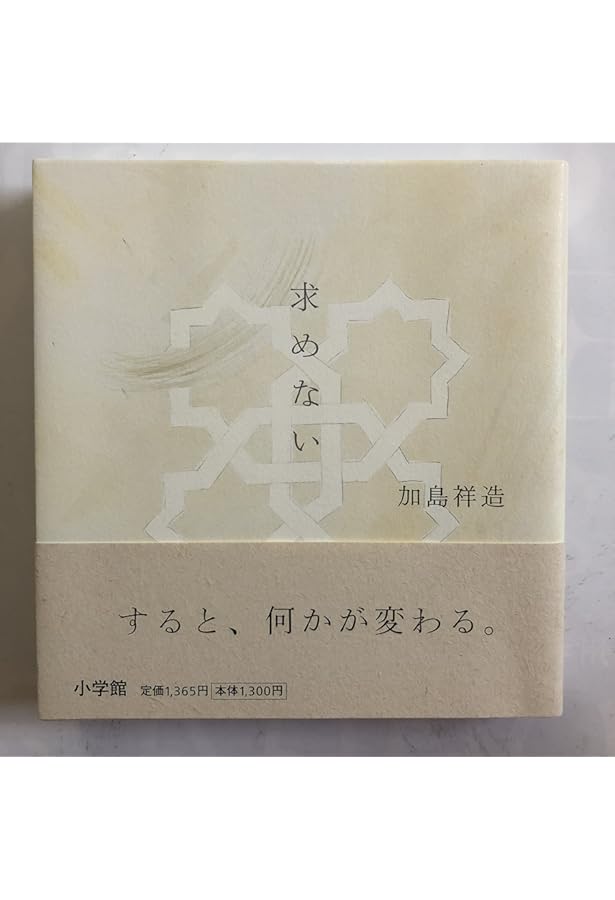 求めない
加島祥造
すると、何かが変わる。
小学館 定価1,365円 本体1,300円